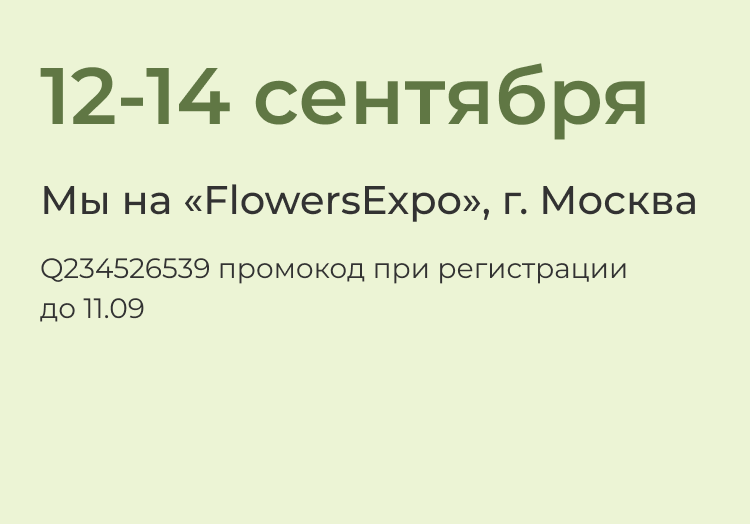 12-14 сентября
Мы на «FlowersExpo», г. Москва
Q234526539 промокод при регистрации
до 11.09